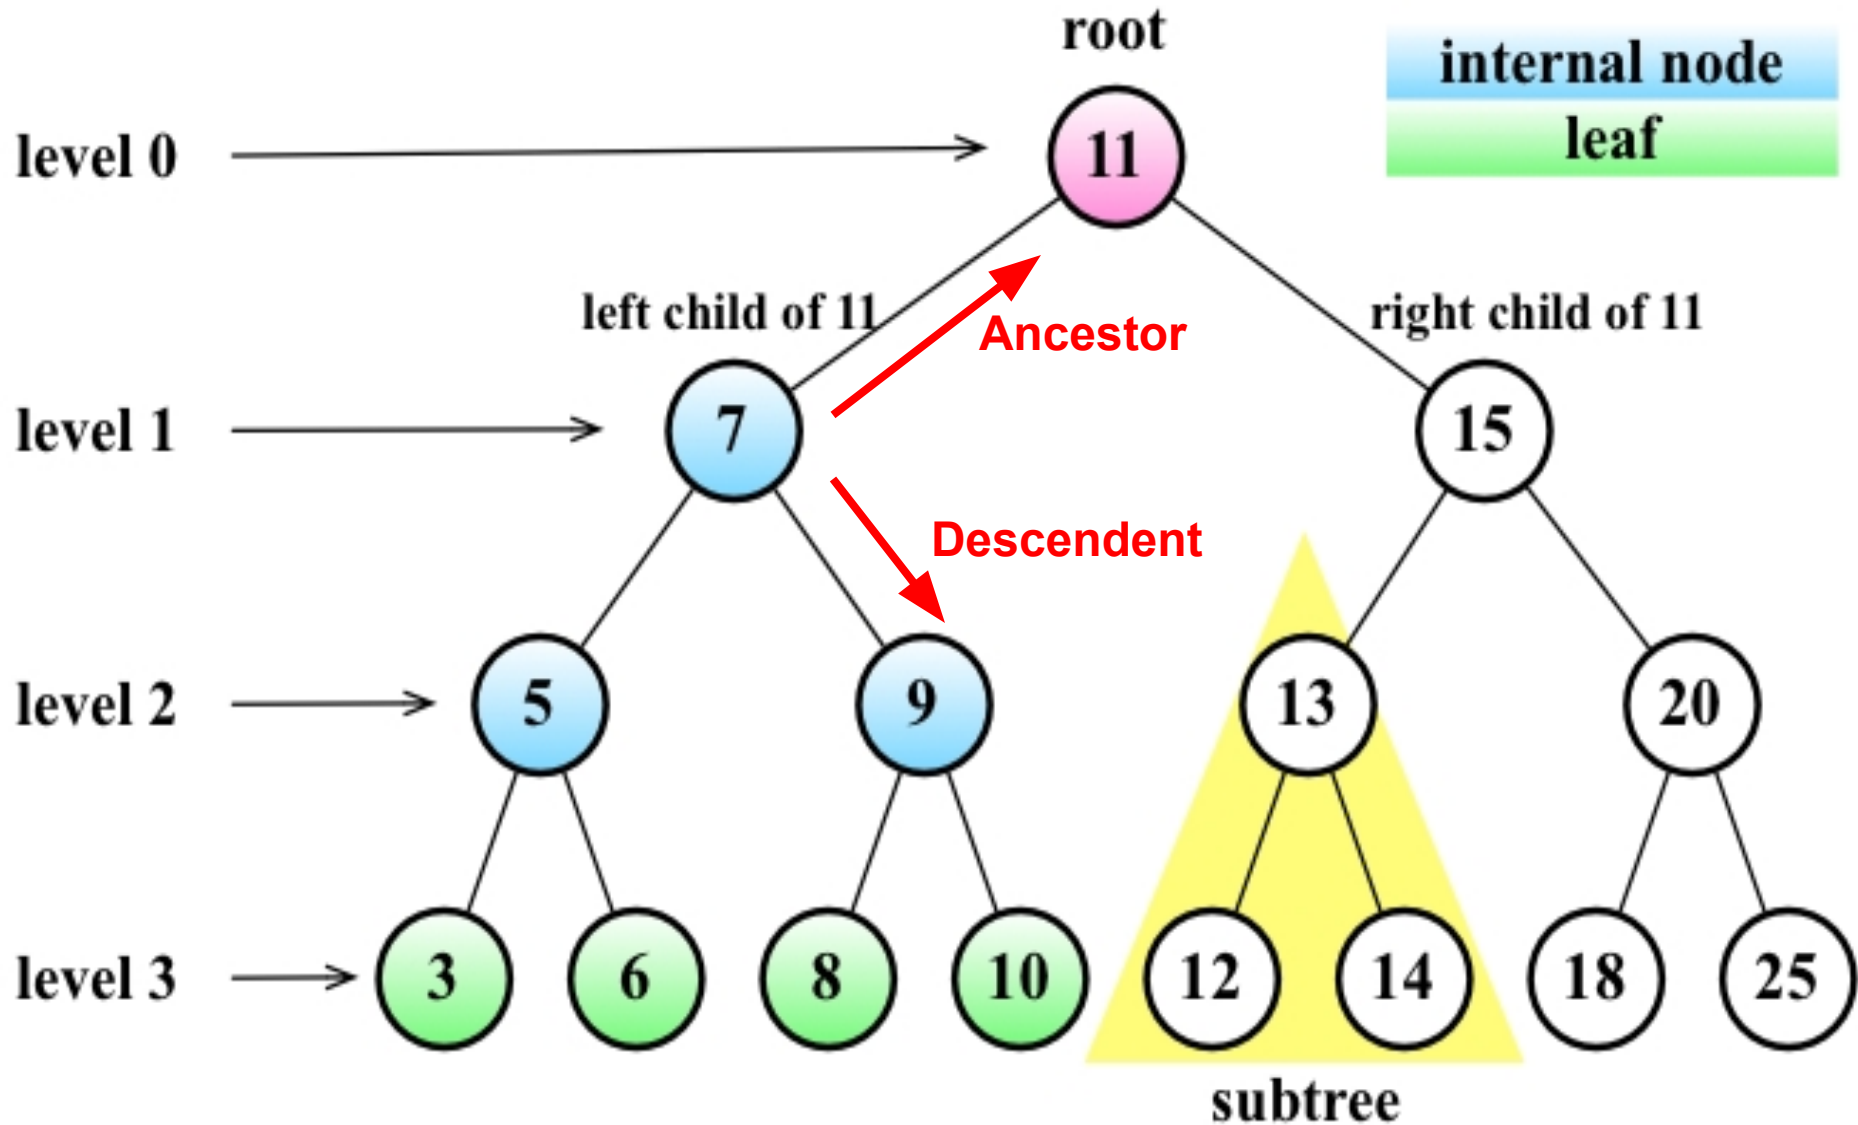 root
internal node
leaf
level 0
11
left child of 11
Ancestor
right child of 11
level 1
7
15
Descendent
level 2
5
9
13
20
level 3
3
6
8
10
12
14
18
25
subtree